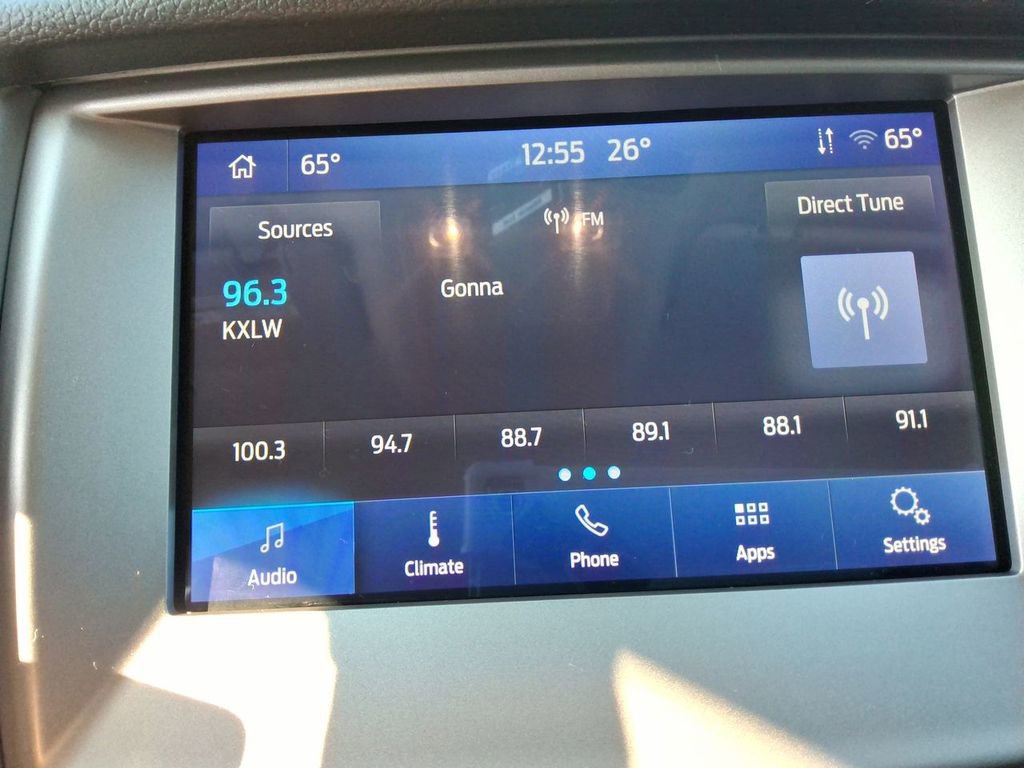 65° 12:55 26° 65°
Sources FM Direct Tune
96.3 Gonna
KXLW
100.3 94.7 88.7 89.1 88.1 91.1
Audio Climate Phone Apps Settings